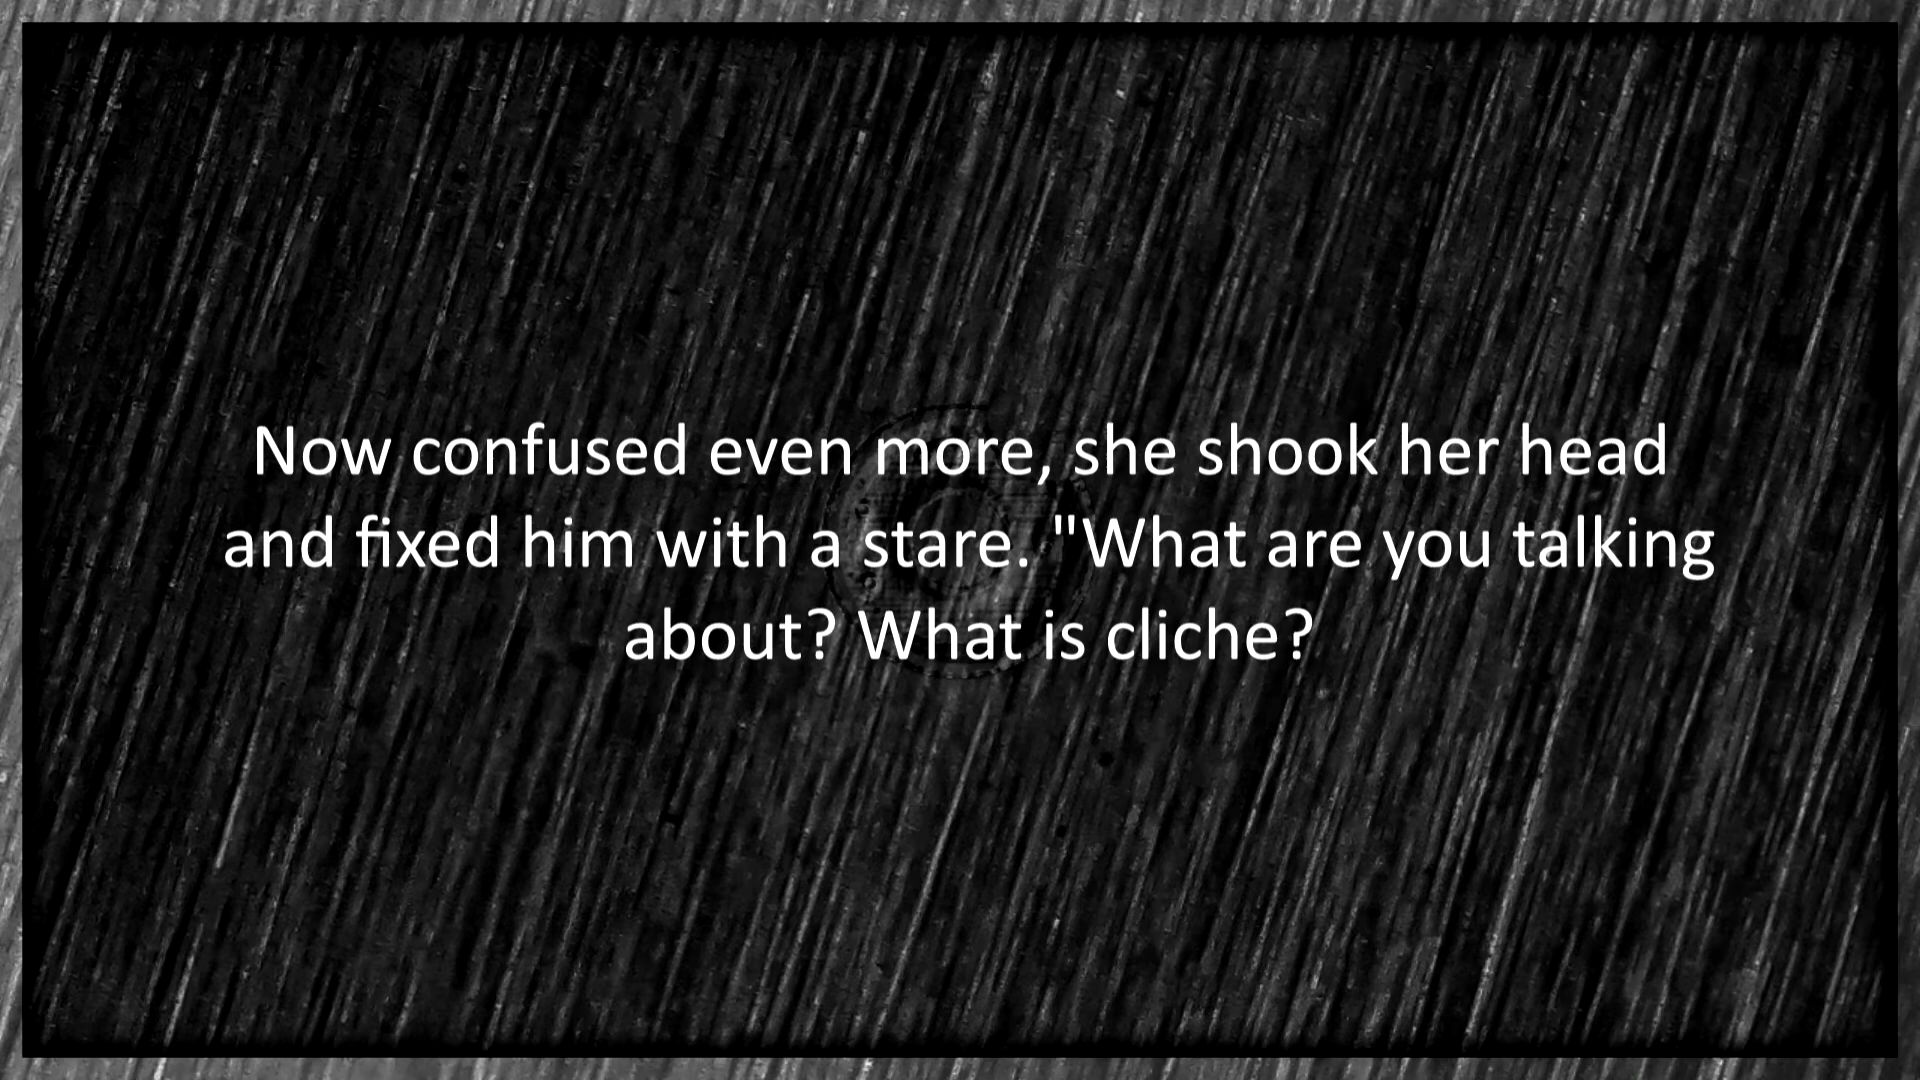 Now confused even more, she shook her head
and fixed him with a stare. "What are you talking
about? What is cliche?